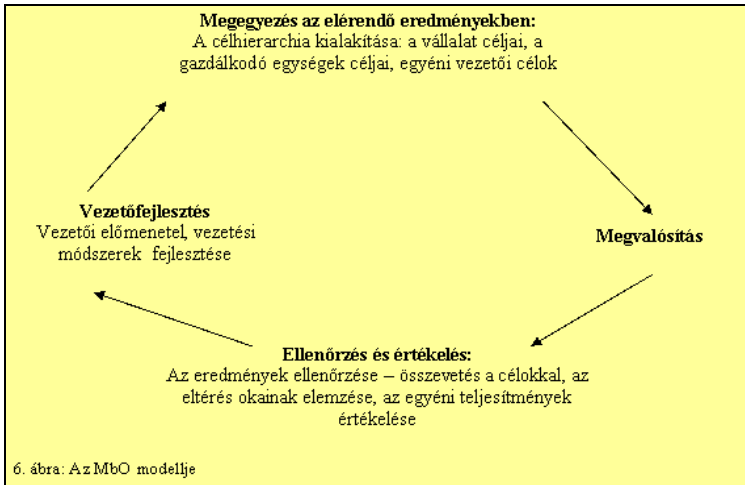 Megegyezés az elérendő eredményekben:
A célhierarchia kialakítása: a vállalat céljai, a
gazdálkodó egységek céljai, egyéni vezetői célok
Vezetőfejlesztés
Vezetői előmenetel, vezetési
módszerek fejlesztése
Megvalósítás
Ellenőrzés és értékelés:
Az eredmények ellenőrzése – összevetés a célokkal, az
eltérés okainak elemzése, az egyéni teljesítmények
értékelése
6. ábra: Az MbO modellje